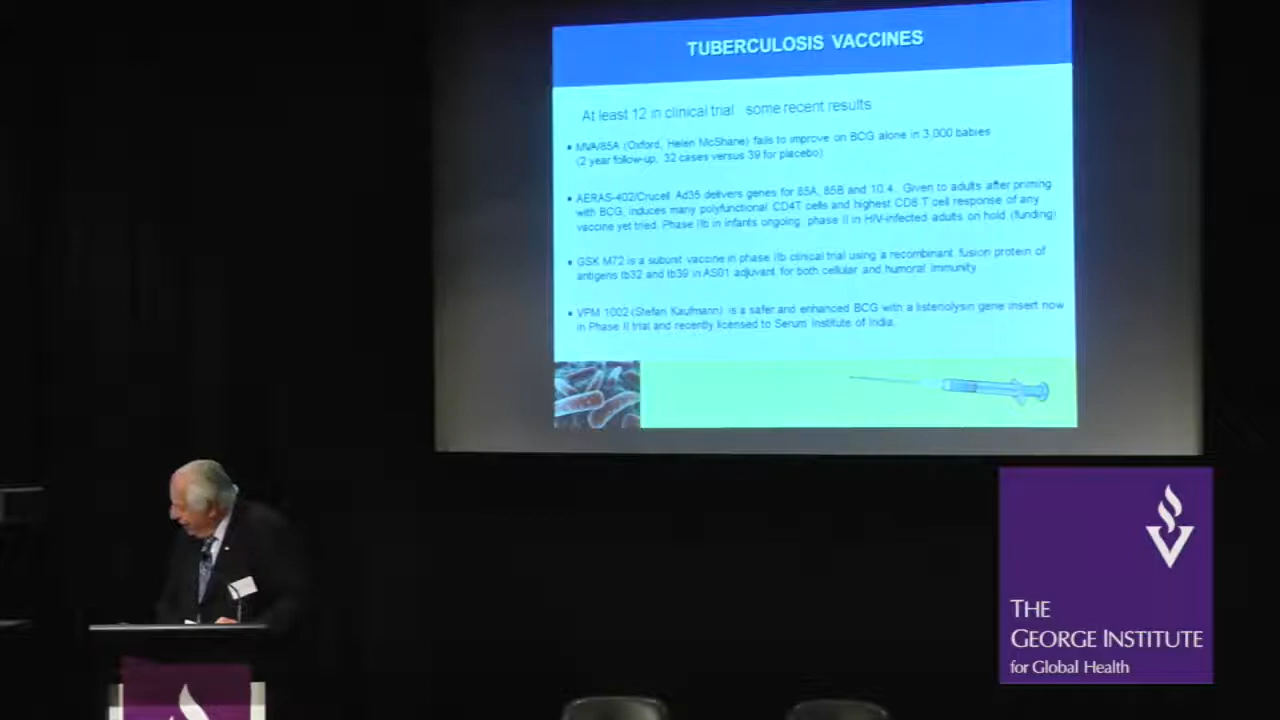 TUBERCULOSIS VACCINES
At least 12 in clinical trial some recent results
• MVA/85A (Oxford, Helen McShane) fails to improve on BCG alone in 3,000 babies
(2 year follow-up, 32 cases versus 39 for placebo)
• AERAS-402/Crucell Ad35 delivers genes for 85A, 85B and 10.4. Given to adults after priming
with BCG, induces many polyfunctional CD4T cells and highest CD8 T cell response of any
vaccine yet tried. Phase IIb in infants ongoing phase II in HIV-infected adults on hold (funding)
• GSK M72 is a subunit vaccine in phase IIb clinical trial using a recombinant fusion protein of
antigens tb32 and tb39 in AS01 adjuvant for both cellular and humoral immunity
• VPM 1002 (Stefan Kaufmann) is a safer and enhanced BCG with a listeriolysin gene insert now
in Phase II trial and recently licensed to Serum Institute of India.
THE
GEORGE INSTITUTE
for Global Health